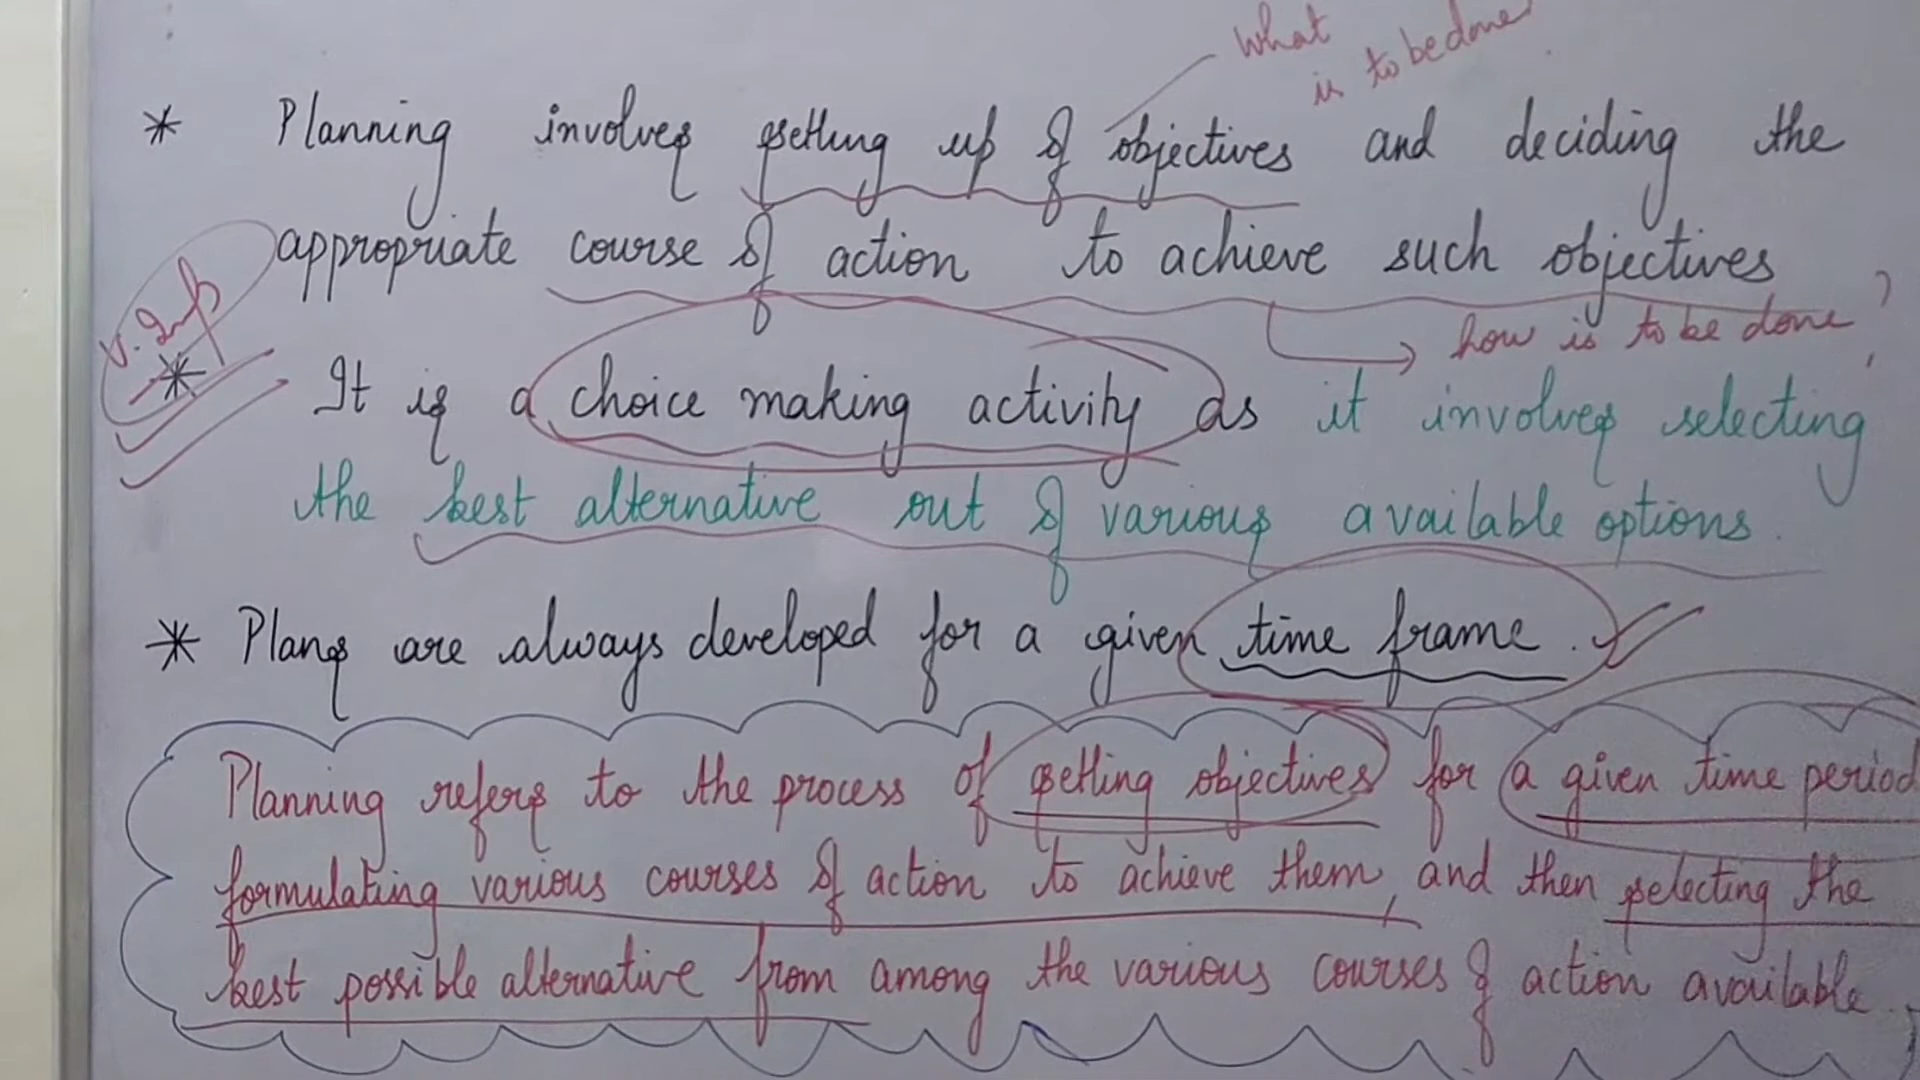 What
is to be done
* Planning involves setting up of objectives and deciding the
appropriate course of action to achieve such objectives
how is to be done ?
V. Imp
* It is a choice making activity as it involves selecting
the best alternative out of various available options.
* Plans are always developed for a given time frame.
Planning refers to the process of setting objectives for a given time period
formulating various courses of action to achieve them, and then selecting the
best possible alternative from among the various courses of action available.